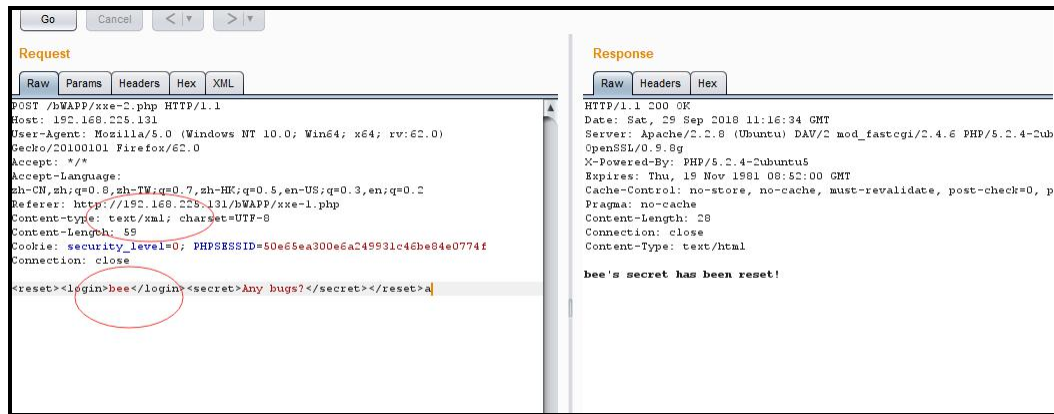 Go Cancel < >
Request
Raw Params Headers Hex XML
POST /bWAPP/xxe-2.php HTTP/1.1
Host: 192.168.225.131
User-Agent: Mozilla/5.0 (Windows NT 10.0; Win64; x64; rv:62.0)
Gecko/20100101 Firefox/62.0
Accept: */*
Accept-Language:
zh-CN,zh;q=0.8,zh-TW;q=0.7,zh-HK;q=0.5,en-US;q=0.3,en;q=0.2
Referer: http://192.168.225.131/bWAPP/xxe-1.php
Content-type: text/xml; charset=UTF-8
Content-Length: 59
Cookie: security_level=0; PHPSESSID=50e65ea300e6a249931c46be84e0774f
Connection: close
<reset><login>bee</login><secret>Any bugs?</secret></reset>a
Response
Raw Headers Hex
HTTP/1.1 200 OK
Date: Sat, 29 Sep 2018 11:16:34 GMT
Server: Apache/2.2.8 (Ubuntu) DAV/2 mod_fastcgi/2.4.6 PHP/5.2.4-2ub
OpenSSL/0.9.8g
X-Powered-By: PHP/5.2.4-2ubuntu5
Expires: Thu, 19 Nov 1981 08:52:00 GMT
Cache-Control: no-store, no-cache, must-revalidate, post-check=0, p
Pragma: no-cache
Content-Length: 28
Connection: close
Content-Type: text/html
bee's secret has been reset!